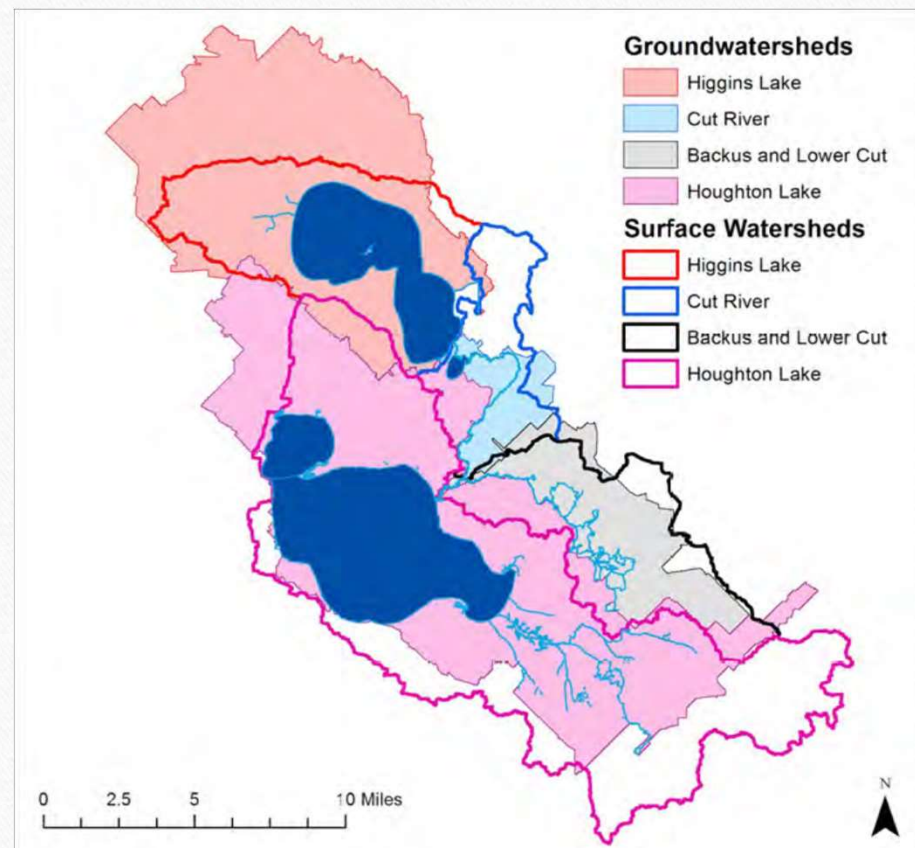 Groundwatersheds
Higgins Lake
Cut River
Backus and Lower Cut
Houghton Lake
Surface Watersheds
Higgins Lake
Cut River
Backus and Lower Cut
Houghton Lake
0 2.5 5 10 Miles
N